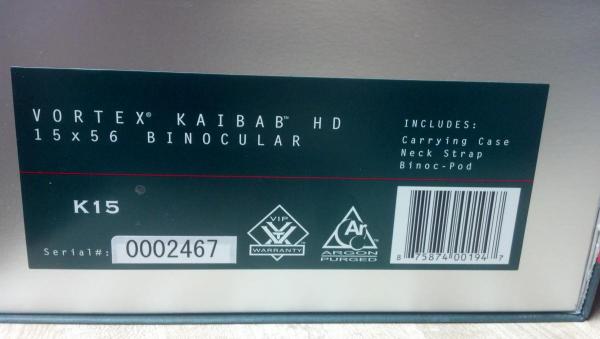 VORTEX® KAIBAB™ HD
15x56 BINOCULAR
INCLUDES:
Carrying Case
Neck Strap
Binoc-Pod
K15
Serial#: 0002467
VIP
WARRANTY
Ar
ARGON
PURGED
8 75874 00194 7